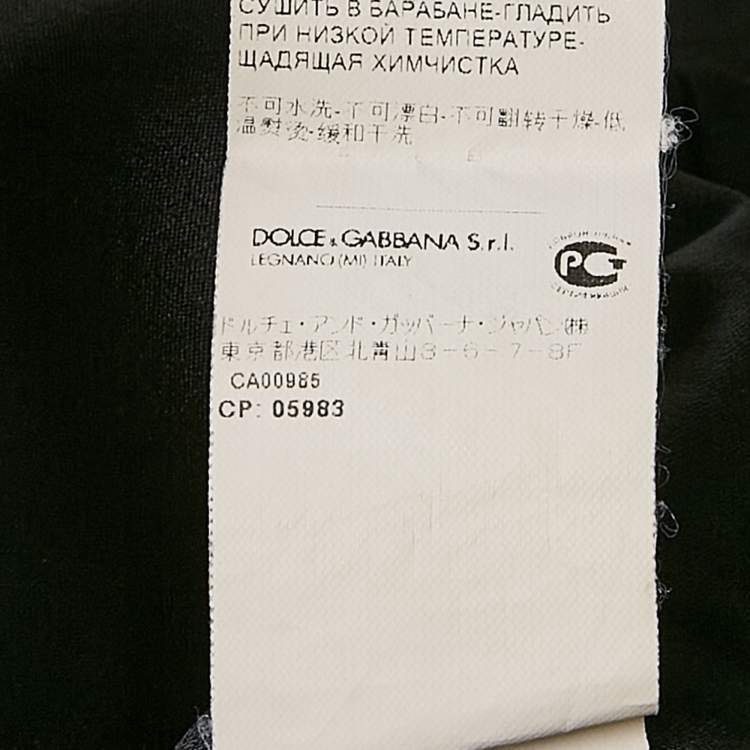 СУШИТЬ В БАРАБАНЕ-ГЛАДИТЬ
ПРИ НИЗКОЙ ТЕМПЕРАТУРЕ-
ЩАДЯЩАЯ ХИМЧИСТКА
不可水洗-不可漂白-不可翻转干燥-低
温熨烫-缓和干洗
DOLCE & GABBANA S.r.l.
LEGNANO (MI) ITALY
PCT
ドルチェ・アンド・ガッバーナ・ジャパン(株)
東京都港区北青山3-6-7-8F
CA00985
CP: 05983